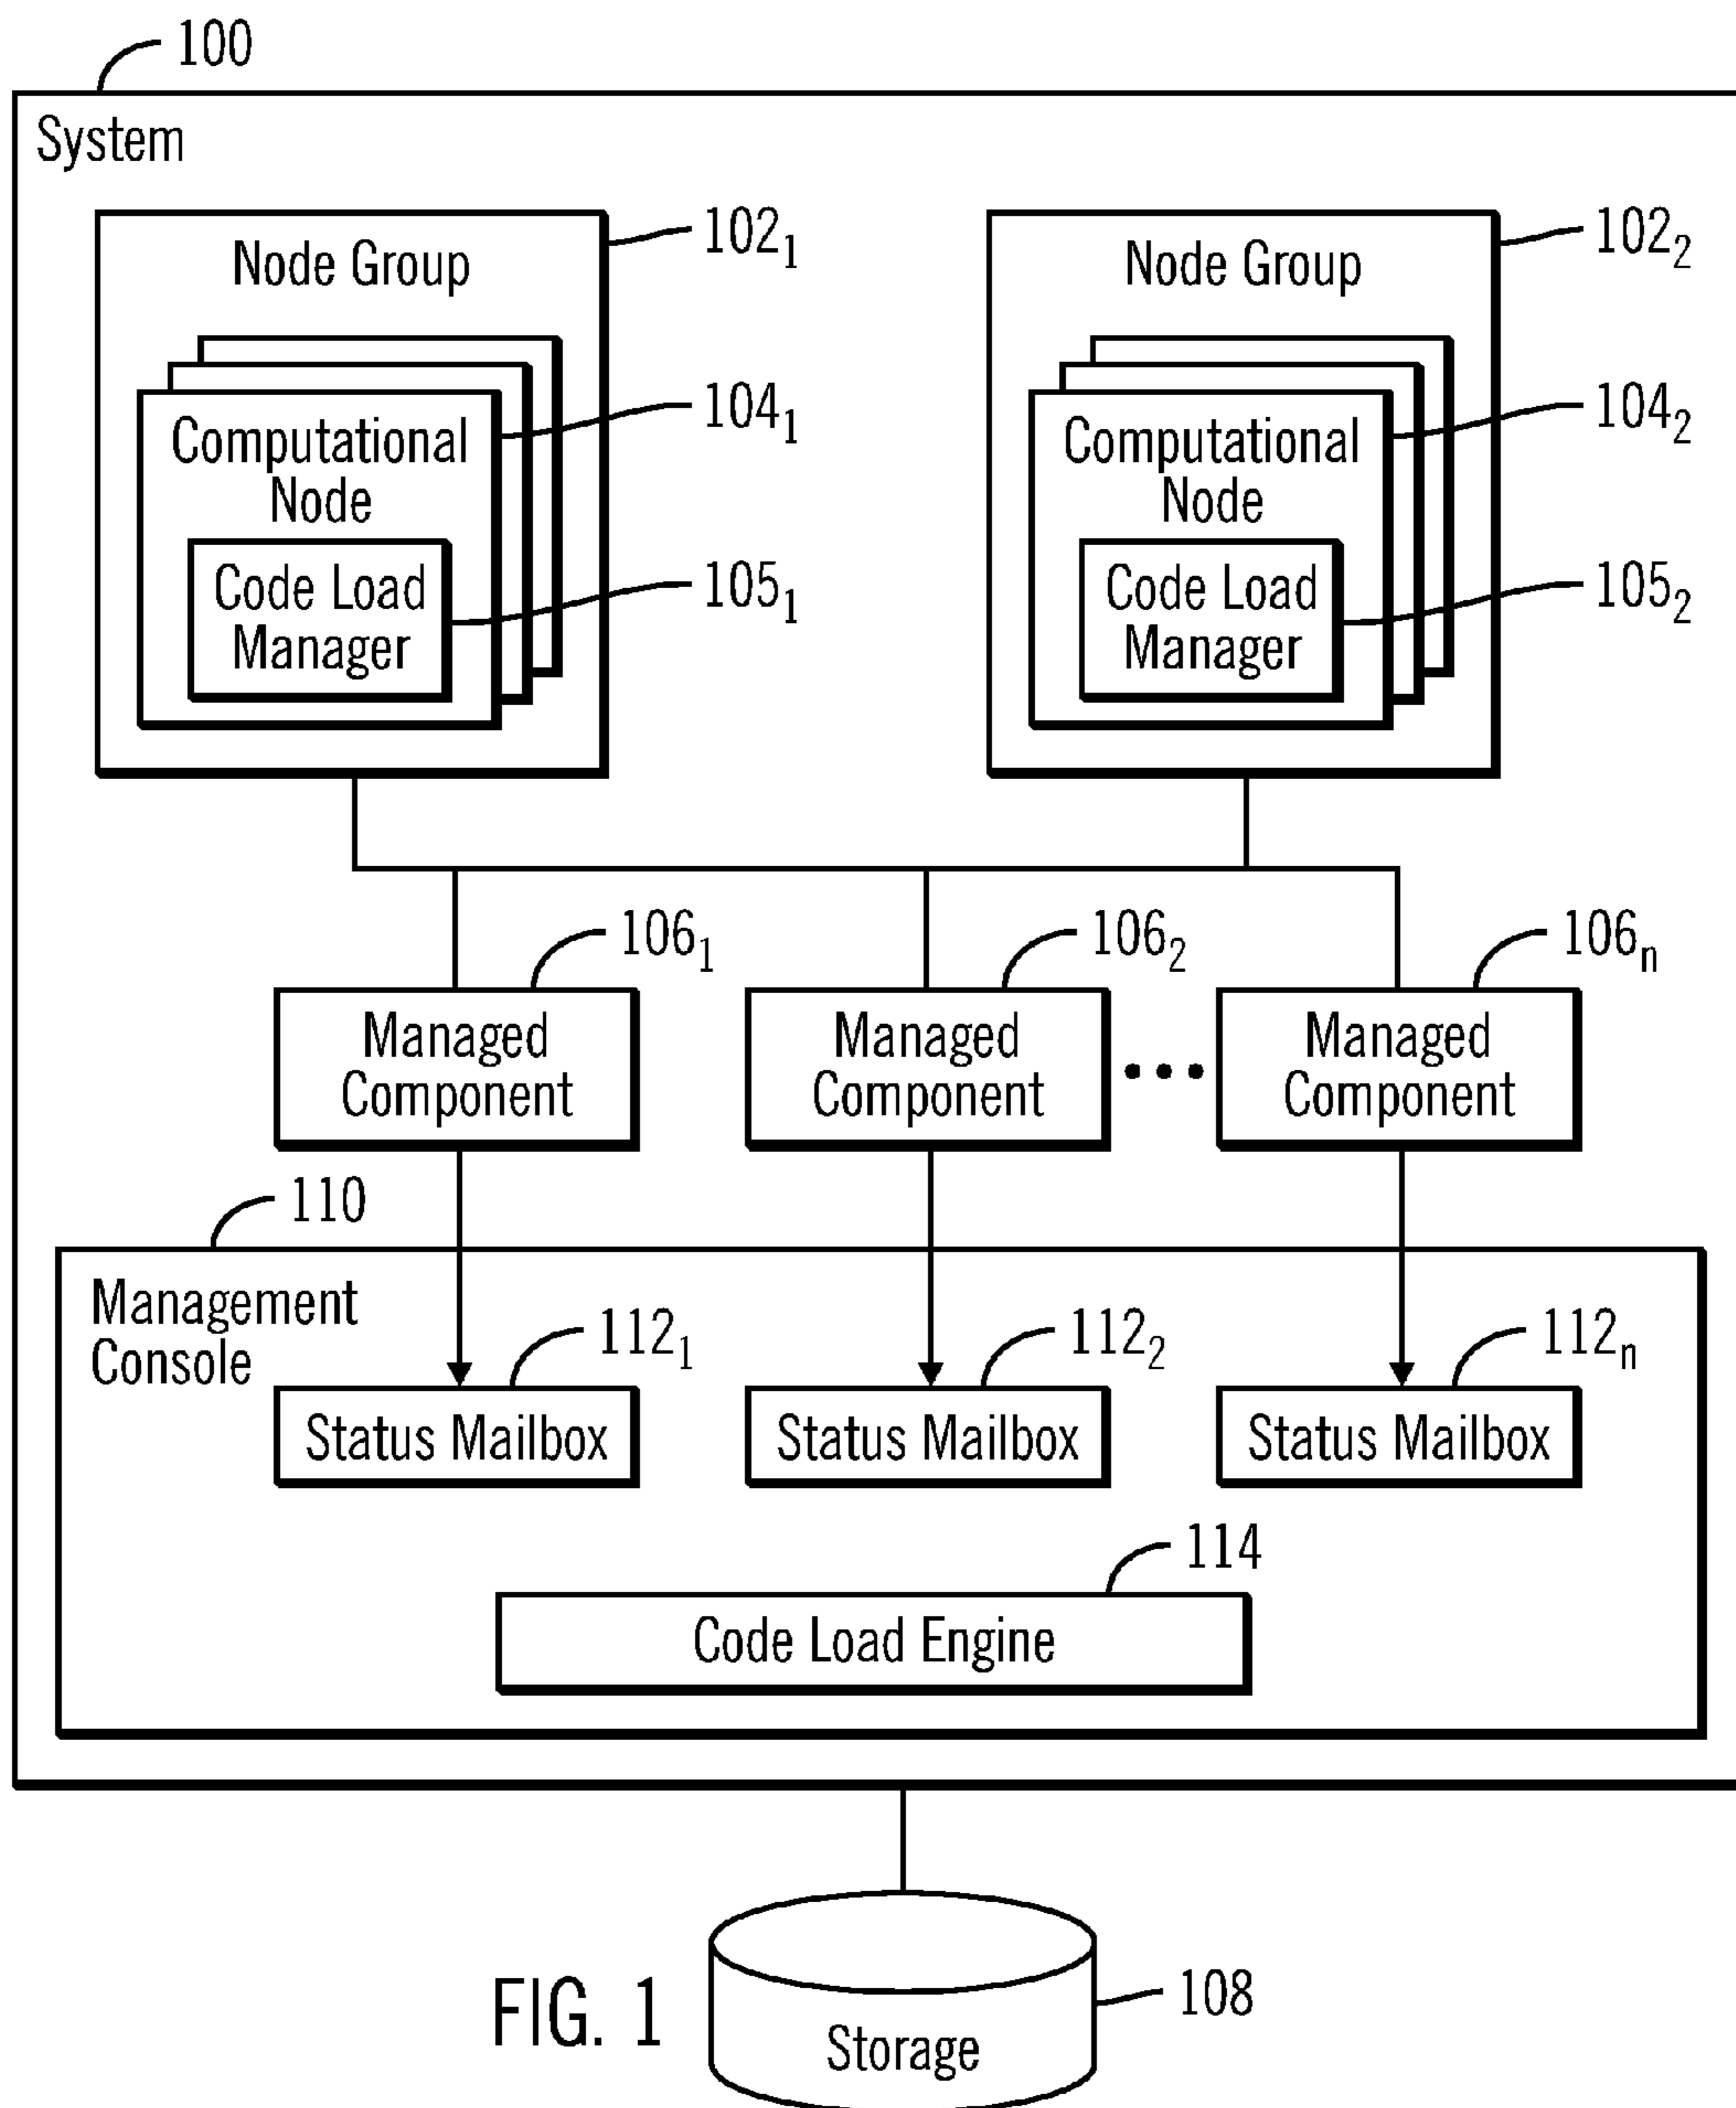 100
System
Node Group
102₁
Node Group
102₂
Computational
Node
104₁
Computational
Node
104₂
Code Load
Manager
105₁
Code Load
Manager
105₂
106₁
106₂
106ₙ
Managed
Component
Managed
Component
• • •
Managed
Component
110
Management
Console
112₁
112₂
112ₙ
Status Mailbox
Status Mailbox
Status Mailbox
114
Code Load Engine
108
FIG. 1
Storage